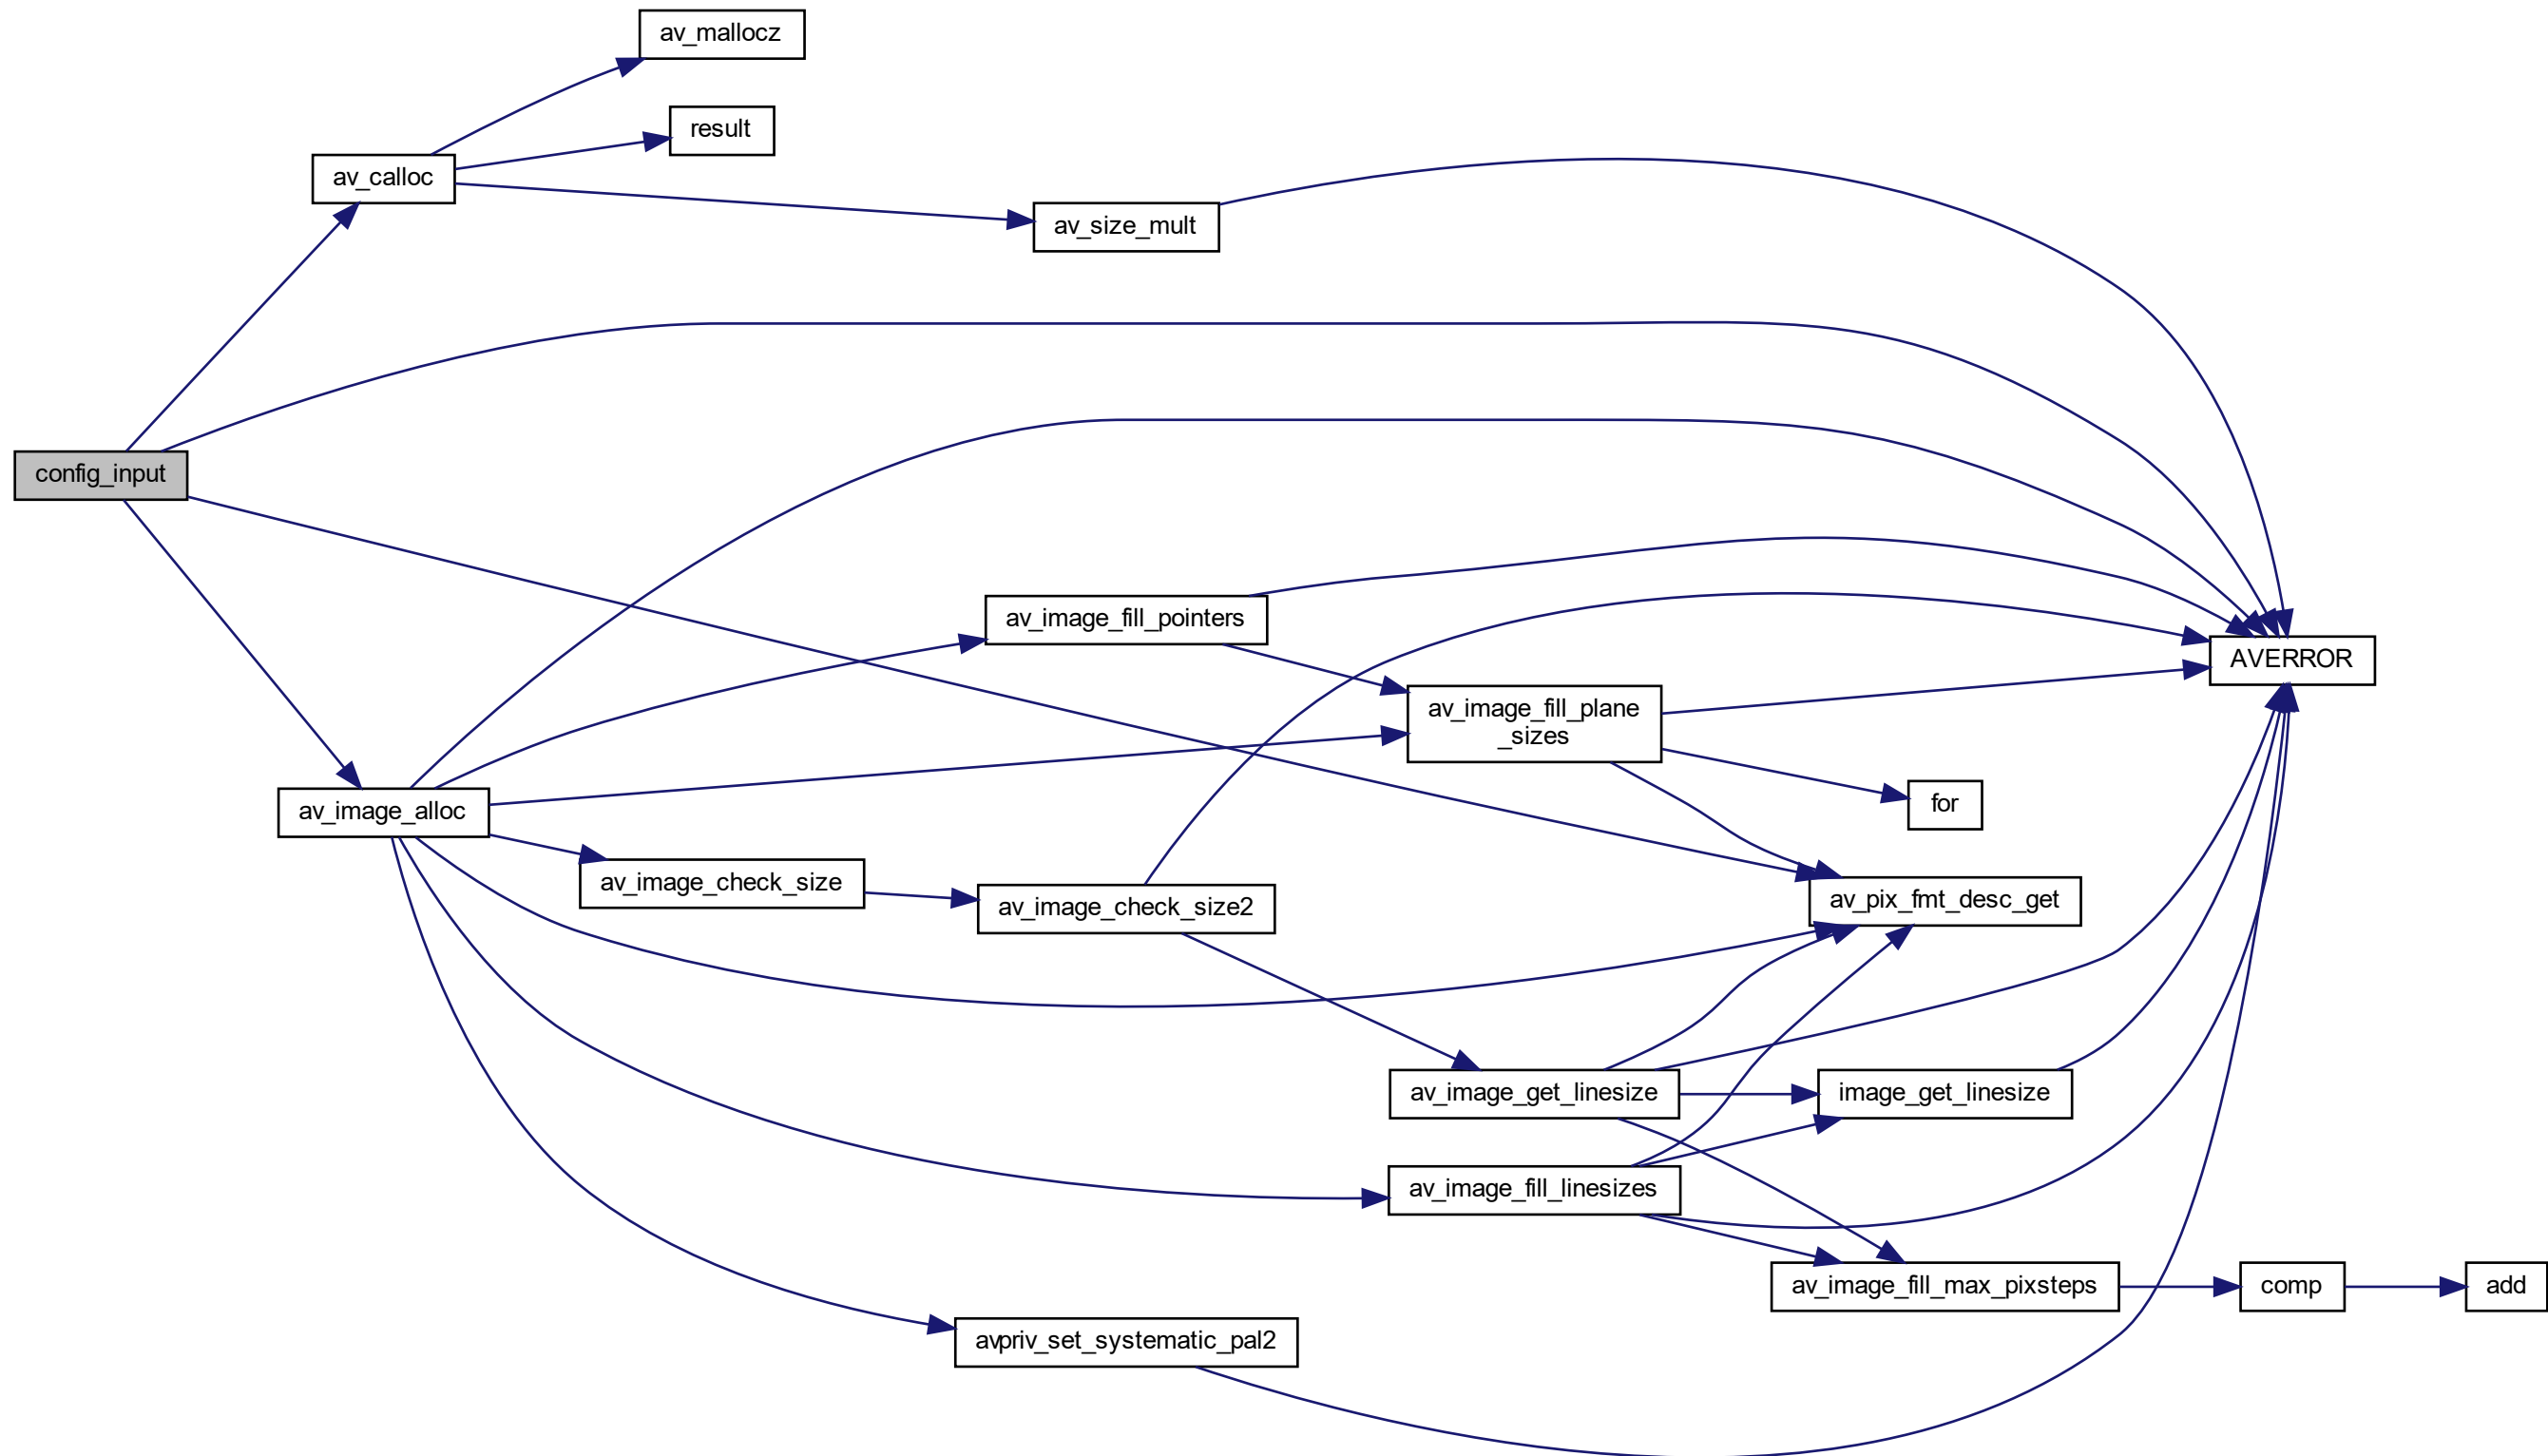 av_mallocz
result
av_calloc
av_size_mult
config_input
av_image_fill_pointers
AVERROR
av_image_fill_plane
_sizes
for
av_image_alloc
av_image_check_size
av_image_check_size2
av_pix_fmt_desc_get
av_image_get_linesize
image_get_linesize
av_image_fill_linesizes
av_image_fill_max_pixsteps
comp
add
avpriv_set_systematic_pal2